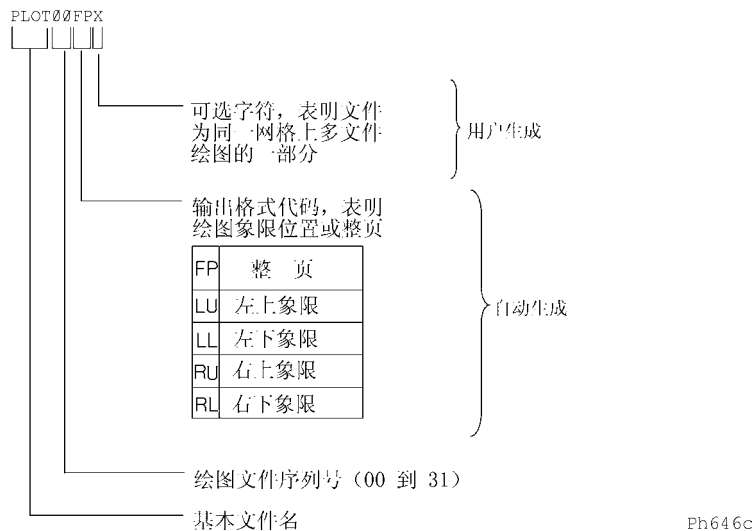 PLOT00FPX
可选字符，表明文件
为同一网格上多文件
绘图的一部分
用户生成
输出格式代码，表明
绘图象限位置或整页
FP 整 页
LU 左上象限
LL 左下象限
RU 右上象限
RL 右下象限
自动生成
绘图文件序列号（00 到 31）
基本文件名
Ph646c